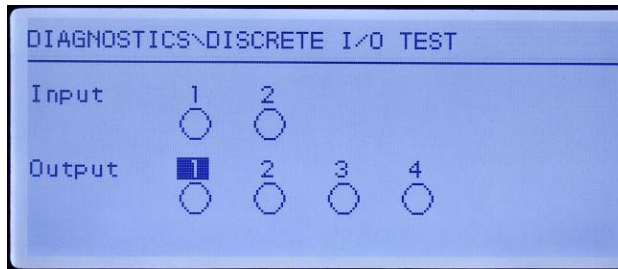 DIAGNOSTICS\DISCRETE I/O TEST
Input 1 2
Output 1 2 3 4